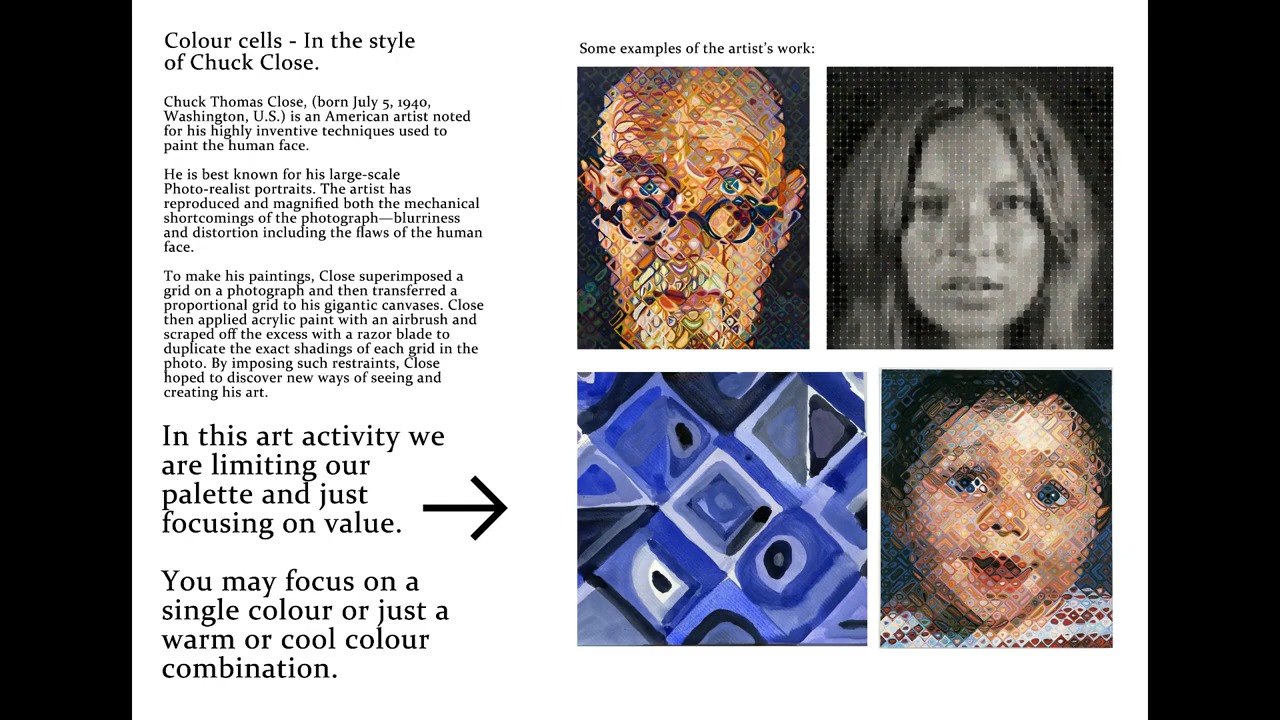 Colour cells - In the style
of Chuck Close.
Chuck Thomas Close, (born July 5, 1940,
Washington, U.S.) is an American artist noted
for his highly inventive techniques used to
paint the human face.
He is best known for his large-scale
Photo-realist portraits. The artist has
reproduced and magnified both the mechanical
shortcomings of the photograph—blurriness
and distortion including the flaws of the human
face.
To make his paintings, Close superimposed a
grid on a photograph and then transferred a
proportional grid to his gigantic canvases. Close
then applied acrylic paint with an airbrush and
scraped off the excess with a razor blade to
duplicate the exact shadings of each grid in the
photo. By imposing such restraints, Close
hoped to discover new ways of seeing and
creating his art.
In this art activity we
are limiting our
palette and just
focusing on value.
You may focus on a
single colour or just a
warm or cool colour
combination.
Some examples of the artist's work: